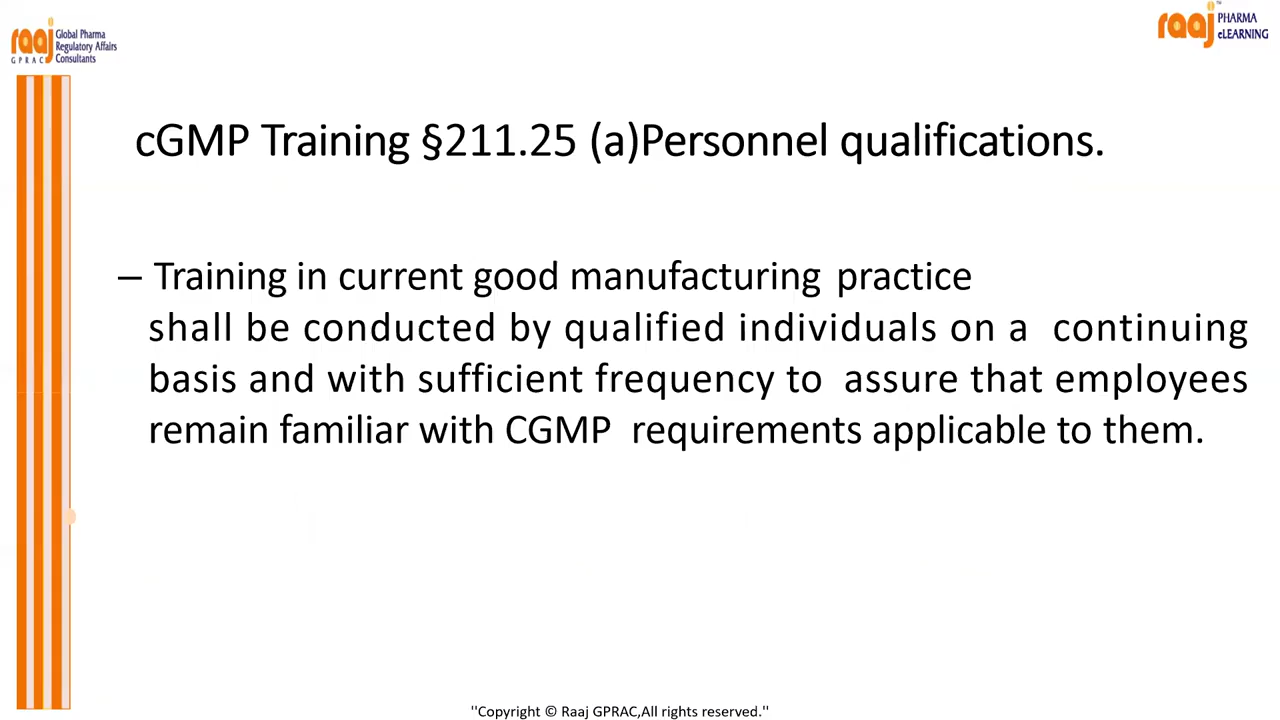 raaj Global Pharma
Regulatory Affairs
GPRAC Consultants
raaj™ PHARMA
eLEARNING
cGMP Training §211.25 (a)Personnel qualifications.
– Training in current good manufacturing practice
shall be conducted by qualified individuals on a continuing
basis and with sufficient frequency to assure that employees
remain familiar with CGMP requirements applicable to them.
''Copyright © Raaj GPRAC,All rights reserved.''